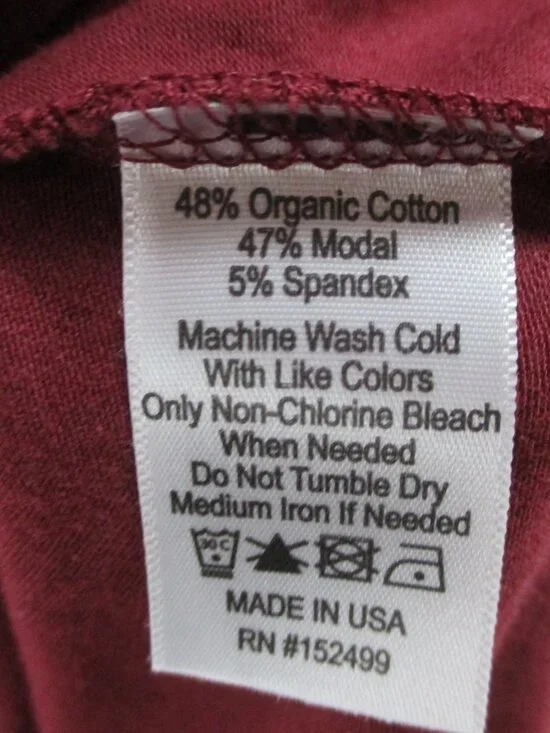 48% Organic Cotton
47% Modal
5% Spandex
Machine Wash Cold
With Like Colors
Only Non-Chlorine Bleach
When Needed
Do Not Tumble Dry
Medium Iron If Needed
30C
MADE IN USA
RN #152499